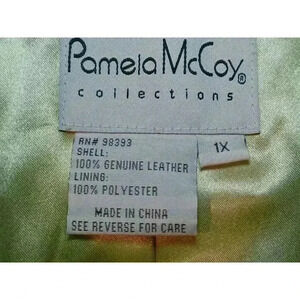 Pamela McCoy®
collections
RN# 98393
SHELL:
100% GENUINE LEATHER
LINING:
100% POLYESTER
MADE IN CHINA
SEE REVERSE FOR CARE
1X